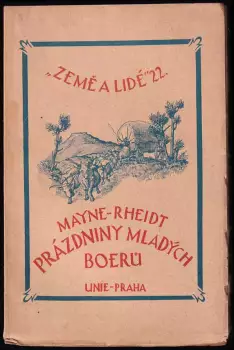 „ZEMĚ A LIDÉ" 22.
MAYNE-RHEIDT
PRÁZDNINY MLADÝCH
BOERŮ
UNIE-PRAHA